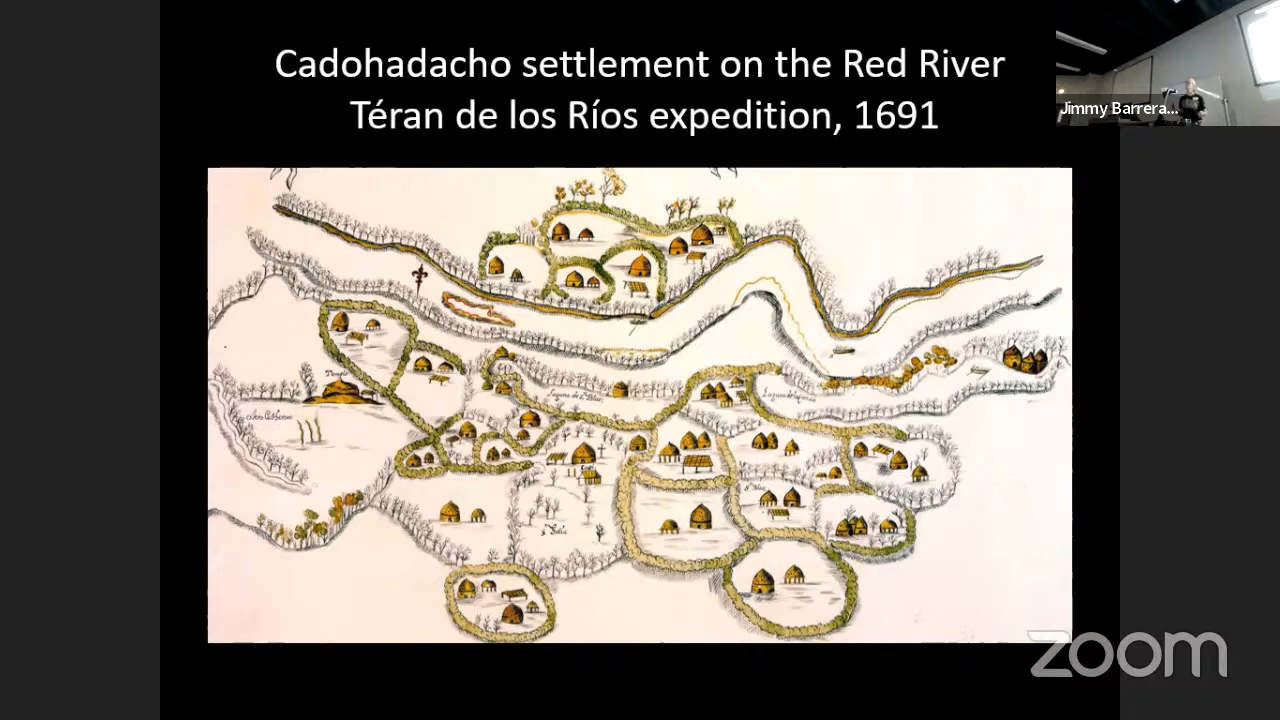 Cadohadacho settlement on the Red River
Téran de los Ríos expedition, 1691
Jimmy Barrera...
zoom